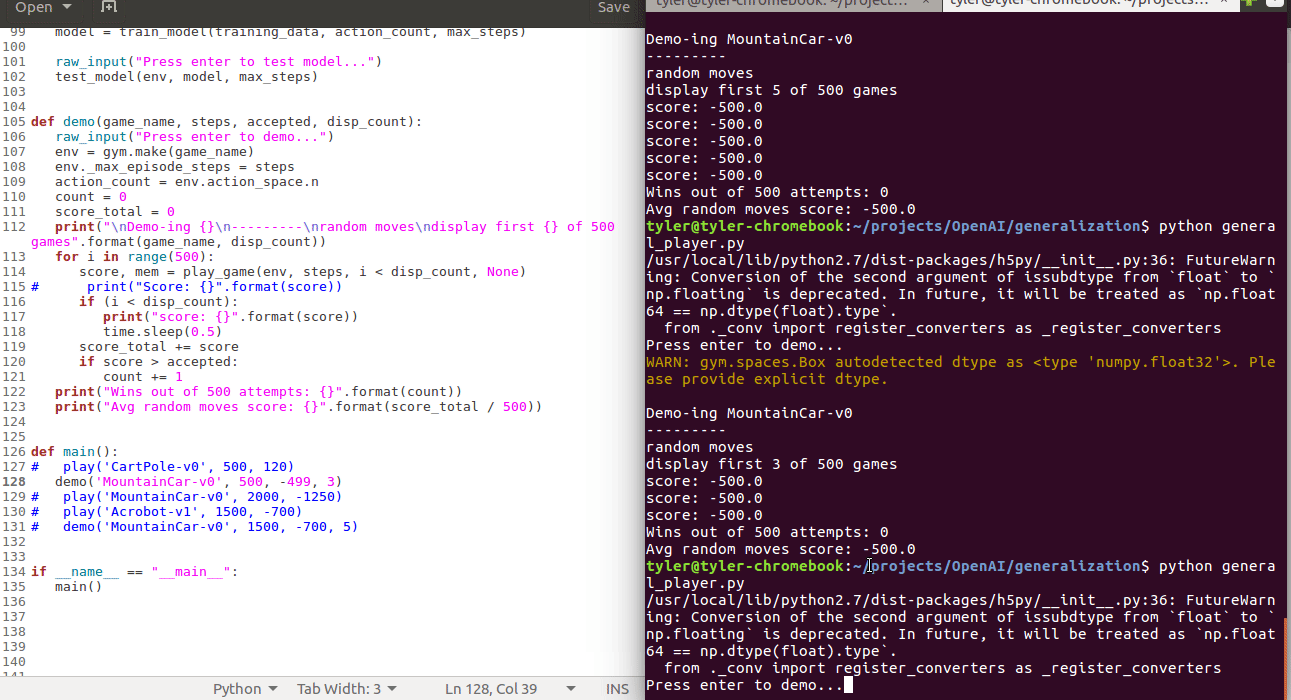 Open
Save
99 model = train_model(training_data, action_count, max_steps)
100
101 raw_input("Press enter to test model...")
102 test_model(env, model, max_steps)
103
104
105 def demo(game_name, steps, accepted, disp_count):
106 raw_input("Press enter to demo...")
107 env = gym.make(game_name)
108 env._max_episode_steps = steps
109 action_count = env.action_space.n
110 count = 0
111 score_total = 0
112 print("\nDemo-ing {}\n---------\nrandom moves\ndisplay first {} of 500
games".format(game_name, disp_count))
113 for i in range(500):
114 score, mem = play_game(env, steps, i < disp_count, None)
115 # print("Score: {}".format(score))
116 if (i < disp_count):
117 print("score: {}".format(score))
118 time.sleep(0.5)
119 score_total += score
120 if score > accepted:
121 count += 1
122 print("Wins out of 500 attempts: {}".format(count))
123 print("Avg random moves score: {}".format(score_total / 500))
124
125
126 def main():
127 # play('CartPole-v0', 500, 120)
128 demo('MountainCar-v0', 500, -499, 3)
129 # play('MountainCar-v0', 2000, -1250)
130 # play('Acrobot-v1', 1500, -700)
131 # demo('MountainCar-v0', 1500, -700, 5)
132
133
134 if __name__ == "__main__":
135 main()
136
137
138
139
140
141
Python Tab Width: 3 Ln 128, Col 39 INS
tyler@tyler-chromebook: ~/project... × tyler@tyler-chromebook: ~/projects... ×
Demo-ing MountainCar-v0
---------
random moves
display first 5 of 500 games
score: -500.0
score: -500.0
score: -500.0
score: -500.0
score: -500.0
Wins out of 500 attempts: 0
Avg random moves score: -500.0
tyler@tyler-chromebook:~/projects/OpenAI/generalization$ python genera
l_player.py
/usr/local/lib/python2.7/dist-packages/h5py/__init__.py:36: FutureWarn
ing: Conversion of the second argument of issubdtype from `float` to `
np.floating` is deprecated. In future, it will be treated as `np.float
64 == np.dtype(float).type`.
from ._conv import register_converters as _register_converters
Press enter to demo...
WARN: gym.spaces.Box autodetected dtype as <type 'numpy.float32'>. Ple
ase provide explicit dtype.
Demo-ing MountainCar-v0
---------
random moves
display first 3 of 500 games
score: -500.0
score: -500.0
score: -500.0
Wins out of 500 attempts: 0
Avg random moves score: -500.0
tyler@tyler-chromebook:~/projects/OpenAI/generalization$ python genera
l_player.py
/usr/local/lib/python2.7/dist-packages/h5py/__init__.py:36: FutureWarn
ing: Conversion of the second argument of issubdtype from `float` to `
np.floating` is deprecated. In future, it will be treated as `np.float
64 == np.dtype(float).type`.
from ._conv import register_converters as _register_converters
Press enter to demo...